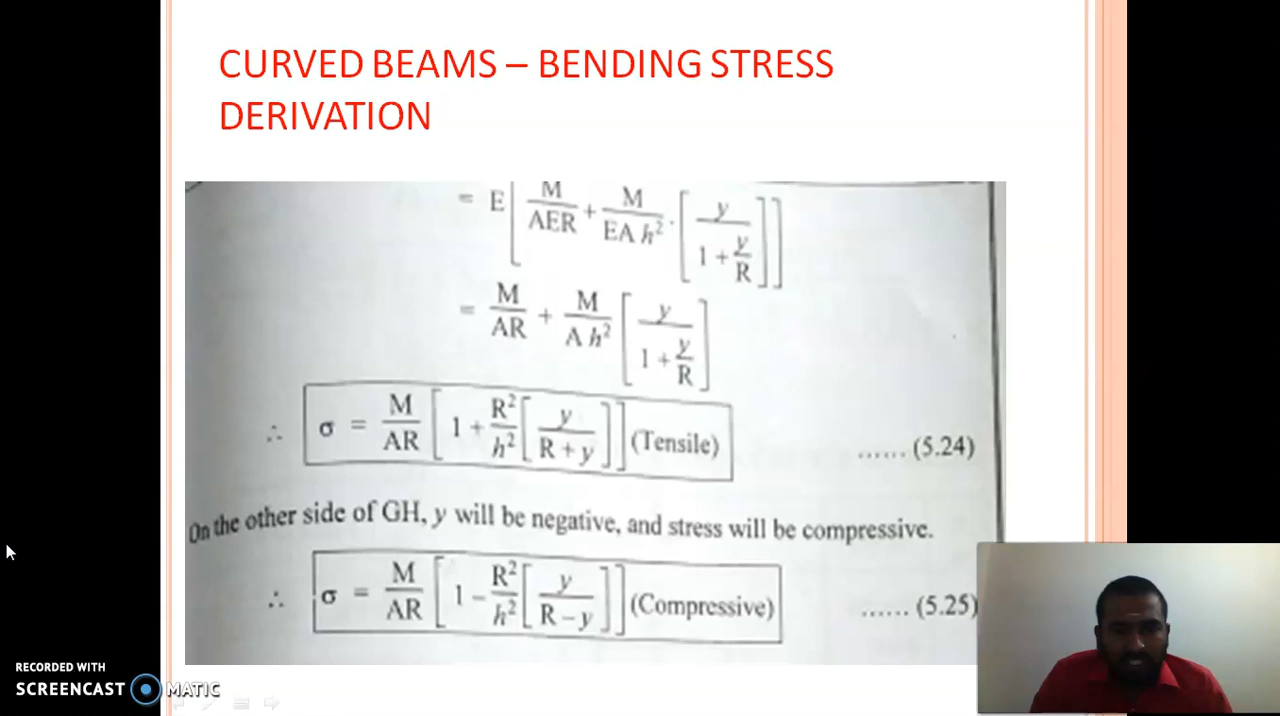 CURVED BEAMS – BENDING STRESS
DERIVATION
= E [ M/AER + M/EA h² · [ y / (1 + y/R) ] ]
= M/AR + M/A h² [ y / (1 + y/R) ]
∴ σ = M/AR [ 1 + R²/h² [ y / (R + y) ] ] (Tensile) ...... (5.24)
On the other side of GH, y will be negative, and stress will be compressive.
∴ σ = M/AR [ 1 – R²/h² [ y / (R – y) ] ] (Compressive) ...... (5.25)
RECORDED WITH
SCREENCAST MATIC